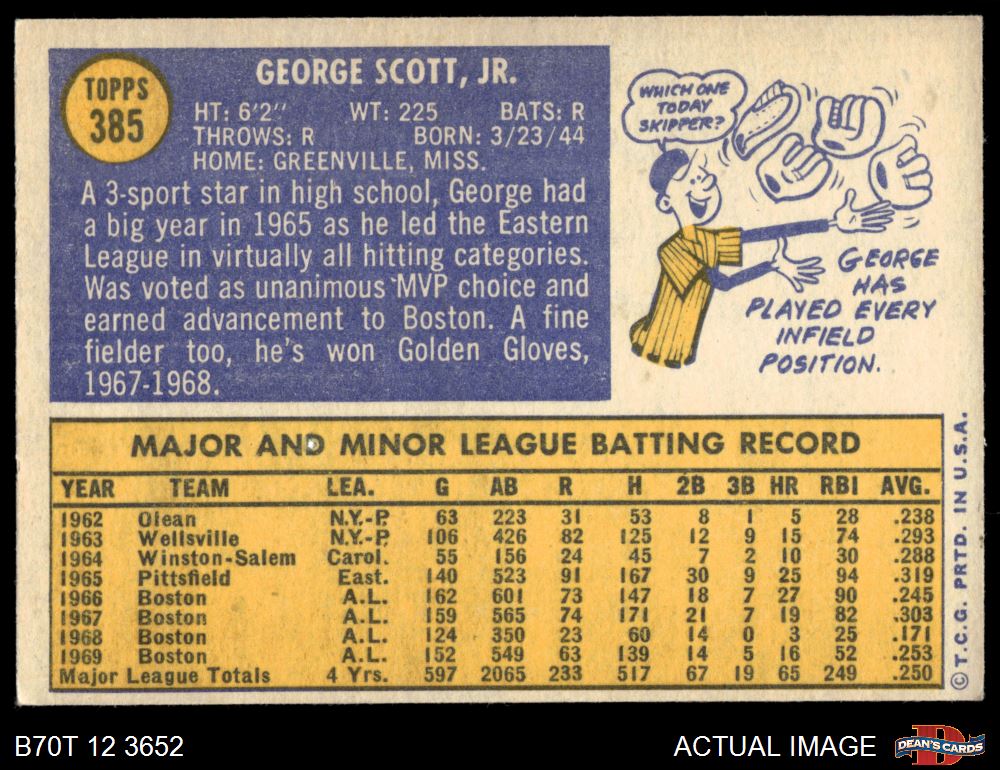 TOPPS
385
GEORGE SCOTT, JR.
HT: 6'2" WT: 225 BATS: R
THROWS: R BORN: 3/23/44
HOME: GREENVILLE, MISS.
A 3-sport star in high school, George had
a big year in 1965 as he led the Eastern
League in virtually all hitting categories.
Was voted as unanimous MVP choice and
earned advancement to Boston. A fine
fielder too, he's won Golden Gloves,
1967-1968.
WHICH ONE
TODAY
SKIPPER?
GEORGE
HAS
PLAYED EVERY
INFIELD
POSITION.
MAJOR AND MINOR LEAGUE BATTING RECORD
YEAR TEAM LEA. G AB R H 2B 3B HR RBI AVG.
1962 Olean N.Y.-P. 63 223 31 53 8 1 5 28 .238
1963 Wellsville N.Y.-P. 106 426 82 125 12 9 15 74 .293
1964 Winston-Salem Carol. 55 156 24 45 7 2 10 30 .288
1965 Pittsfield East. 140 523 91 167 30 9 25 94 .319
1966 Boston A.L. 162 601 73 147 18 7 27 90 .245
1967 Boston A.L. 159 565 74 171 21 7 19 82 .303
1968 Boston A.L. 124 350 23 60 14 0 3 25 .171
1969 Boston A.L. 152 549 63 139 14 5 16 52 .253
Major League Totals 4 Yrs. 597 2065 233 517 67 19 65 249 .250
©T.C.G. PRTD. IN U.S.A.
B70T 12 3652
ACTUAL IMAGE
D
DEAN'S CARDS